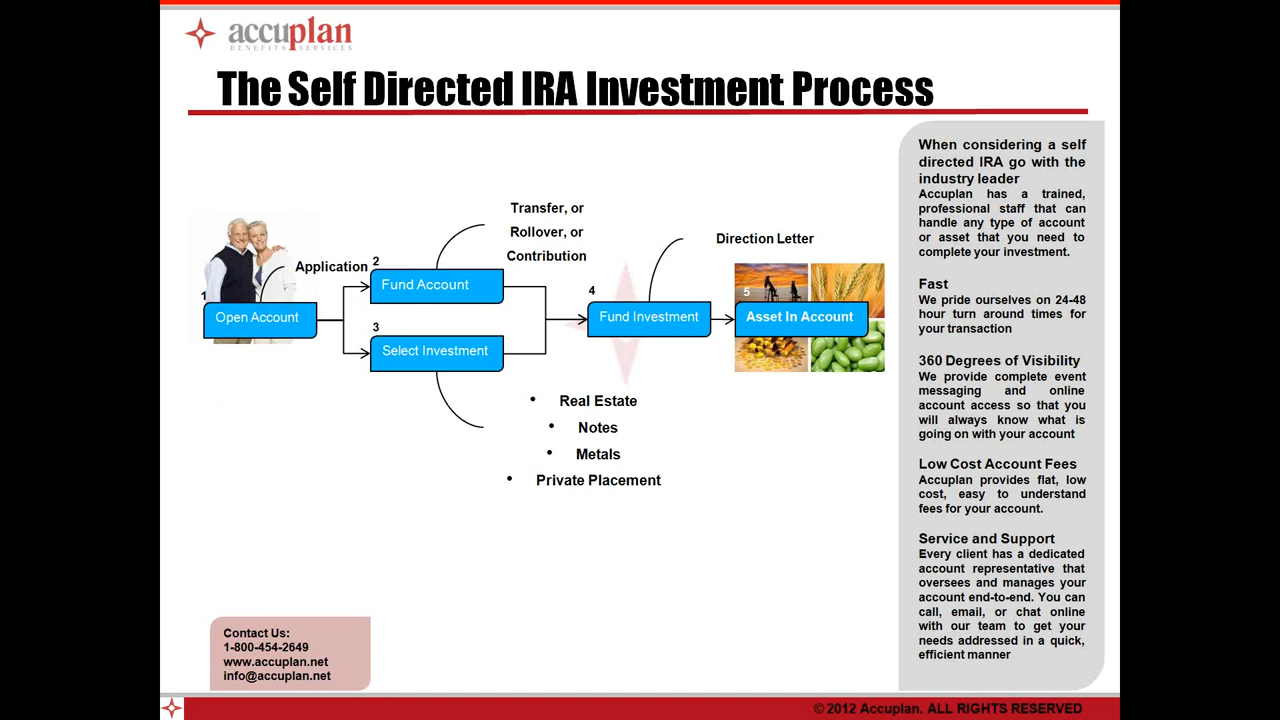 accuplan
BENEFITS SERVICES
The Self Directed IRA Investment Process
Application
1
Open Account
2
Fund Account
Transfer, or
Rollover, or
Contribution
3
Select Investment
• Real Estate
• Notes
• Metals
• Private Placement
4
Fund Investment
Direction Letter
5
Asset In Account
When considering a self
directed IRA go with the
industry leader
Accuplan has a trained,
professional staff that can
handle any type of account
or asset that you need to
complete your investment.
Fast
We pride ourselves on 24-48
hour turn around times for
your transaction
360 Degrees of Visibility
We provide complete event
messaging and online
account access so that you
will always know what is
going on with your account
Low Cost Account Fees
Accuplan provides flat, low
cost, easy to understand
fees for your account.
Service and Support
Every client has a dedicated
account representative that
oversees and manages your
account end-to-end. You can
call, email, or chat online
with our team to get your
needs addressed in a quick,
efficient manner
Contact Us:
1-800-454-2649
www.accuplan.net
info@accuplan.net
© 2012 Accuplan. ALL RIGHTS RESERVED